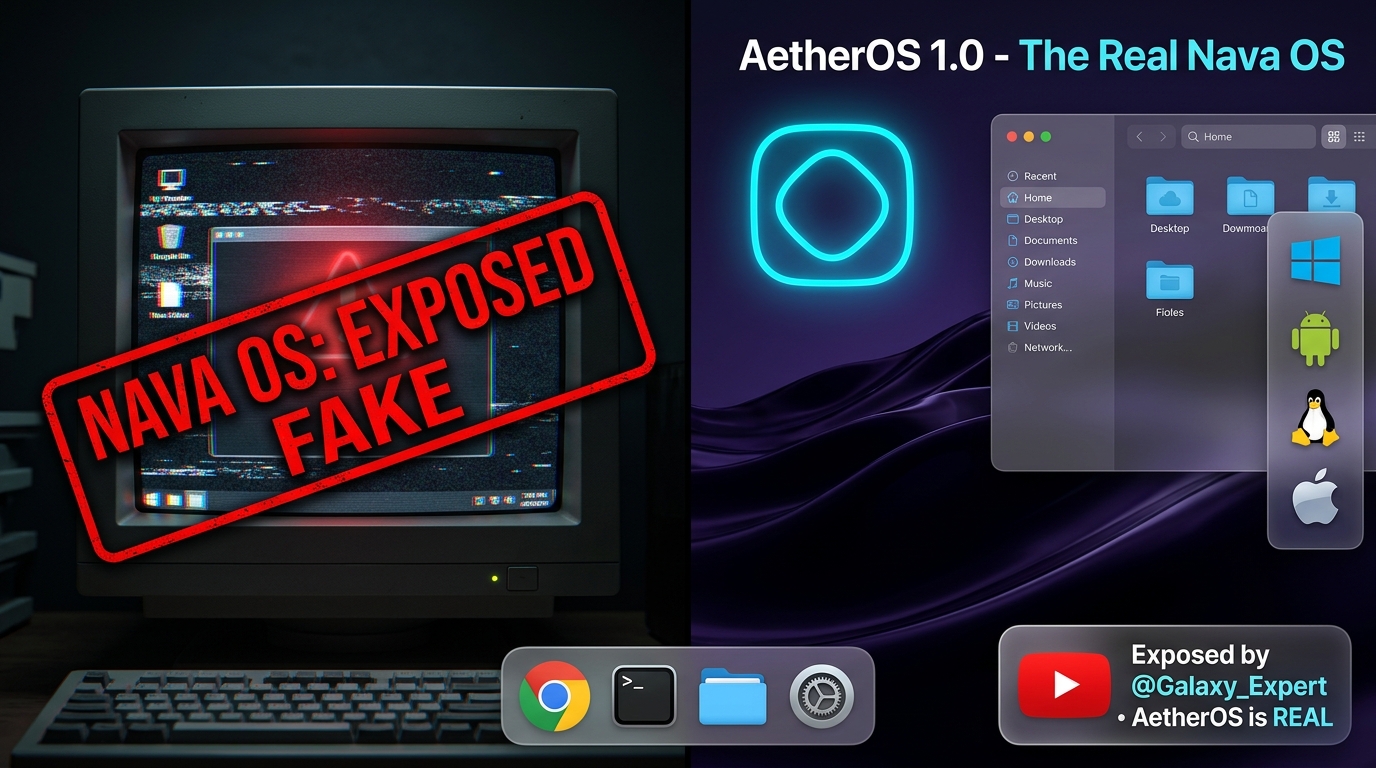 NAVA OS: EXPOSED
FAKE
AetherOS 1.0 - The Real Nava OS
Home
Recent
Home
Desktop
Documents
Downloads
Music
Pictures
Videos
Network...
Desktop
Fioles
>_
Exposed by
@Galaxy_Expert
• AetherOS is REAL